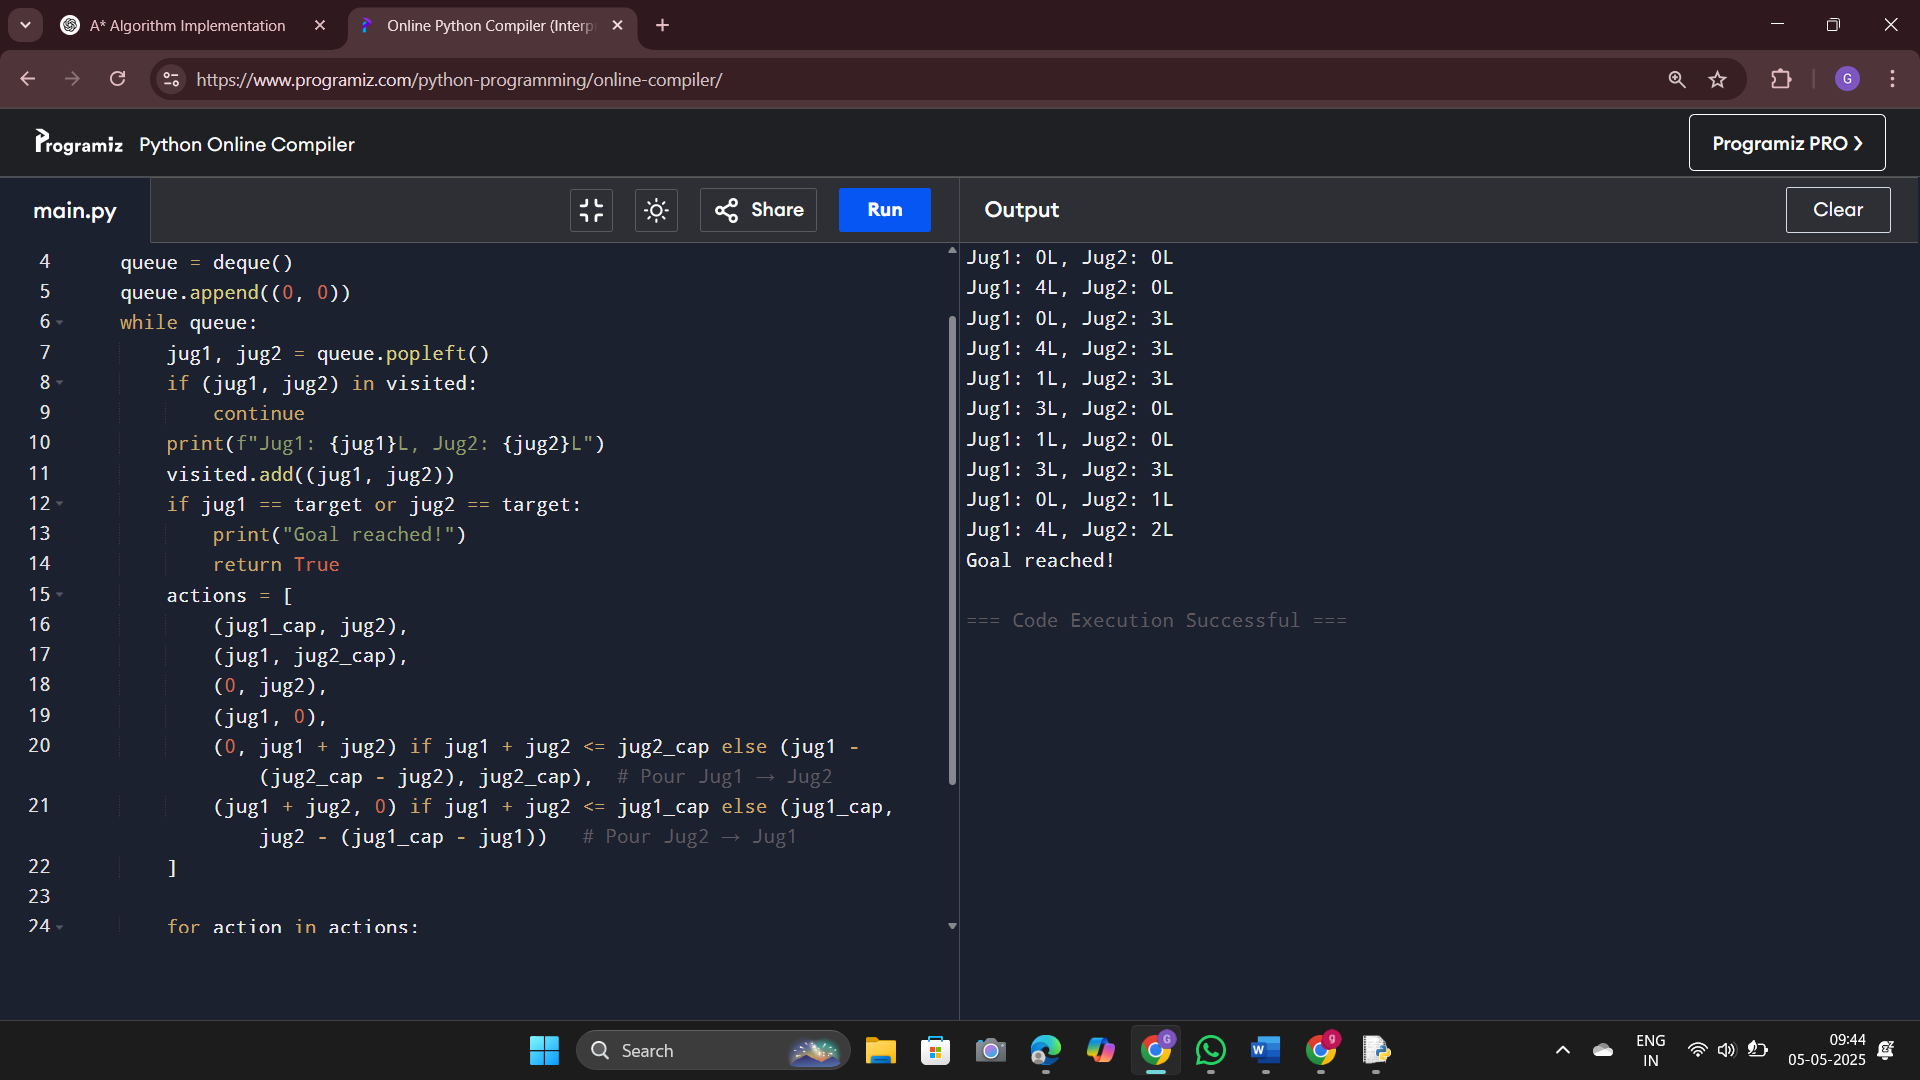 A* Algorithm Implementation
Online Python Compiler (Interp
https://www.programiz.com/python-programming/online-compiler/
G
Programiz Python Online Compiler
Programiz PRO ❯
main.py
Share
Run
Output
Clear
4 queue = deque()
5 queue.append((0, 0))
6 while queue:
7 jug1, jug2 = queue.popleft()
8 if (jug1, jug2) in visited:
9 continue
10 print(f"Jug1: {jug1}L, Jug2: {jug2}L")
11 visited.add((jug1, jug2))
12 if jug1 == target or jug2 == target:
13 print("Goal reached!")
14 return True
15 actions = [
16 (jug1_cap, jug2),
17 (jug1, jug2_cap),
18 (0, jug2),
19 (jug1, 0),
20 (0, jug1 + jug2) if jug1 + jug2 <= jug2_cap else (jug1 -
(jug2_cap - jug2), jug2_cap), # Pour Jug1 → Jug2
21 (jug1 + jug2, 0) if jug1 + jug2 <= jug1_cap else (jug1_cap,
jug2 - (jug1_cap - jug1)) # Pour Jug2 → Jug1
22 ]
23
24 for action in actions:
Jug1: 0L, Jug2: 0L
Jug1: 4L, Jug2: 0L
Jug1: 0L, Jug2: 3L
Jug1: 4L, Jug2: 3L
Jug1: 1L, Jug2: 3L
Jug1: 3L, Jug2: 0L
Jug1: 1L, Jug2: 0L
Jug1: 3L, Jug2: 3L
Jug1: 0L, Jug2: 1L
Jug1: 4L, Jug2: 2L
Goal reached!
=== Code Execution Successful ===
Search
G
W
g
ENG
IN
09:44
05-05-2025